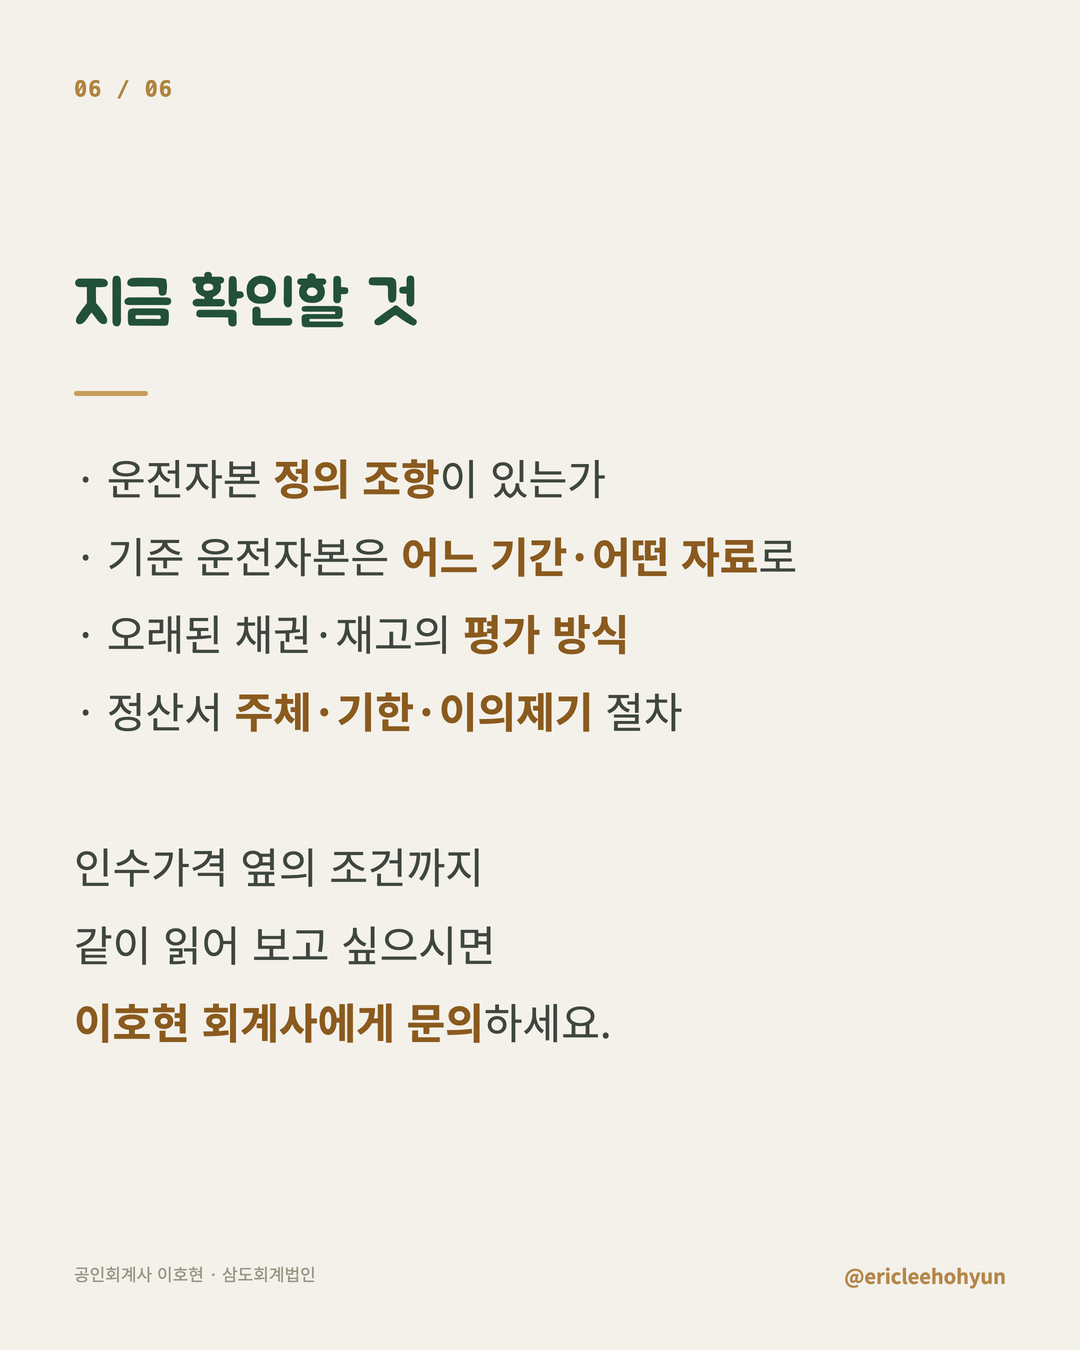 06 / 06
지금 확인할 것
· 운전자본 정의 조항이 있는가
· 기준 운전자본은 어느 기간·어떤 자료로
· 오래된 채권·재고의 평가 방식
· 정산서 주체·기한·이의제기 절차
인수가격 옆의 조건까지
같이 읽어 보고 싶으시면
이호현 회계사에게 문의하세요.
공인회계사 이호현 · 삼도회계법인
@ericleehohyun